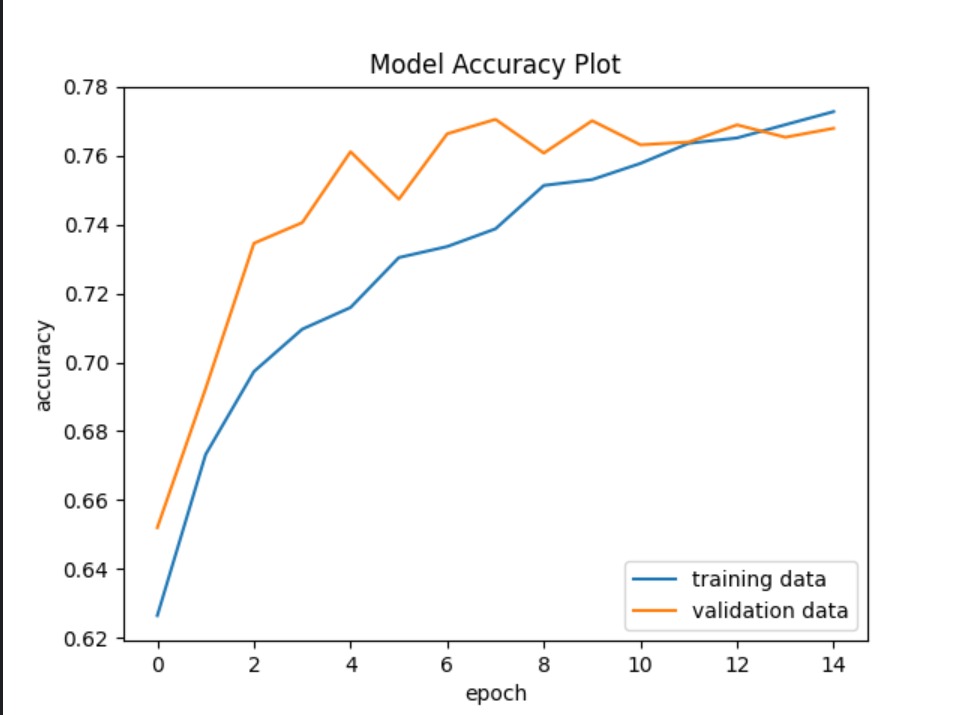 Model Accuracy Plot
0.78
0.76
0.74
0.72
0.70
0.68
0.66
0.64
0.62
accuracy
training data
validation data
0 2 4 6 8 10 12 14
epoch